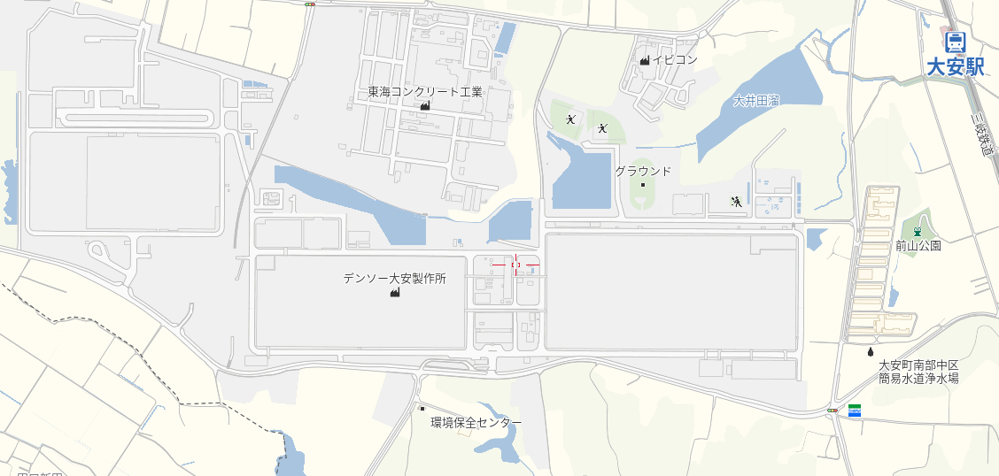 大安駅
イビコン
東海コンクリート工業
大井田溜
三岐鉄道
グラウンド
前山公園
デンソー大安製作所
大安町南部中区
簡易水道浄水場
環境保全センター